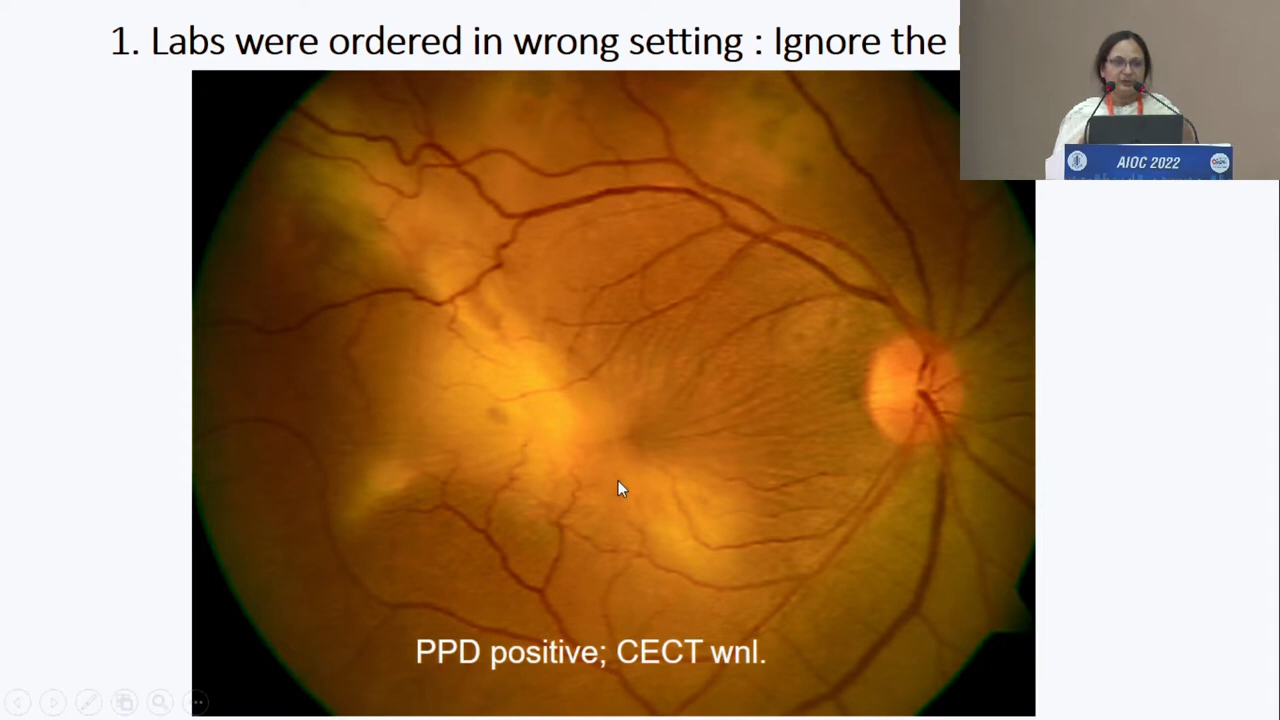 1. Labs were ordered in wrong setting : Ignore the
AIOC 2022
PPD positive; CECT wnl.